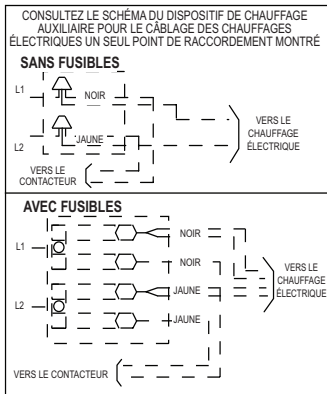 CONSULTEZ LE SCHÉMA DU DISPOSITIF DE CHAUFFAGE
AUXILIAIRE POUR LE CÂBLAGE DES CHAUFFAGES
ÉLECTRIQUES UN SEUL POINT DE RACCORDEMENT MONTRÉ
SANS FUSIBLES
L1
NOIR
VERS LE
CHAUFFAGE
ÉLECTRIQUE
L2
JAUNE
VERS LE
CONTACTEUR
AVEC FUSIBLES
L1
NOIR
NOIR
VERS LE
CHAUFFAGE
ÉLECTRIQUE
JAUNE
L2
JAUNE
VERS LE CONTACTEUR